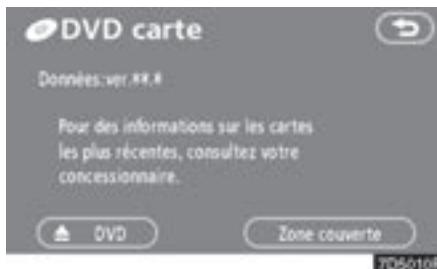 DVD carte
Données:ver.**.*
Pour des informations sur les cartes
les plus récentes, consultez votre
concessionnaire.
DVD
Zone couverte